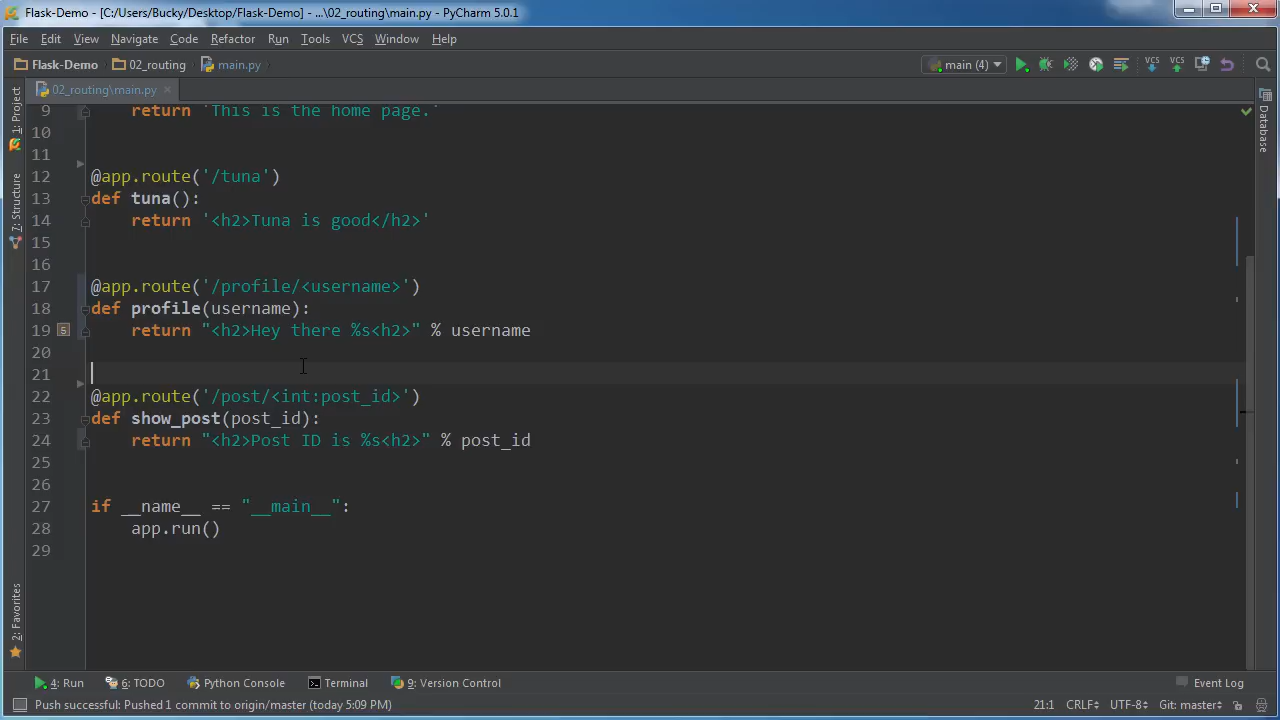 Flask-Demo - [C:/Users/Bucky/Desktop/Flask-Demo] - ...\02_routing\main.py - PyCharm 5.0.1
File Edit View Navigate Code Refactor Run Tools VCS Window Help
Flask-Demo 02_routing main.py main (4) VCS VCS
1: Project
7: Structure
2: Favorites
Database
02_routing\main.py
9 return 'This is the home page.'
10
11
12 @app.route('/tuna')
13 def tuna():
14 return '<h2>Tuna is good</h2>'
15
16
17 @app.route('/profile/<username>')
18 def profile(username):
19 return "<h2>Hey there %s<h2>" % username
20
21
22 @app.route('/post/<int:post_id>')
23 def show_post(post_id):
24 return "<h2>Post ID is %s<h2>" % post_id
25
26
27 if __name__ == "__main__":
28 app.run()
29
4: Run 6: TODO Python Console Terminal 9: Version Control Event Log
Push successful: Pushed 1 commit to origin/master (today 5:09 PM) 21:1 CRLF UTF-8 Git: master